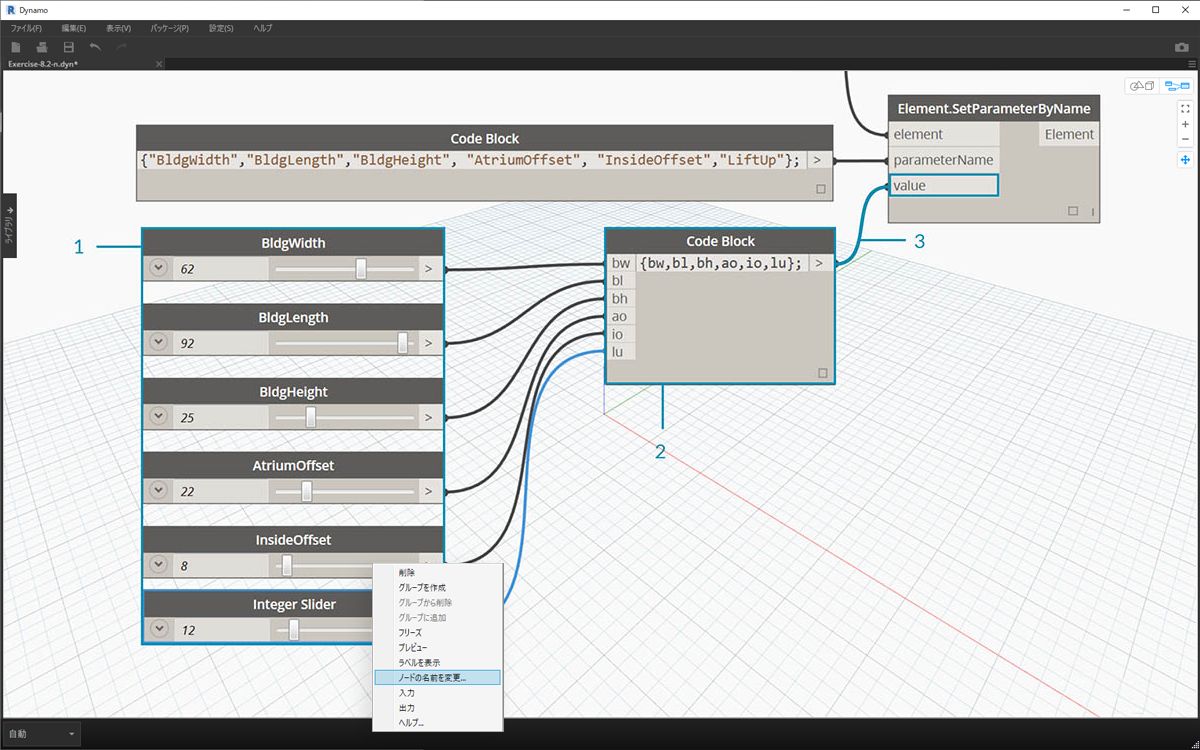 Dynamo
ファイル(F) 編集(E) 表示(V) パッケージ(P) 設定(S) ヘルプ
Exercise-8.2-n.dyn*
Element.SetParameterByName
element Element
parameterName
value
Code Block
{"BldgWidth","BldgLength","BldgHeight", "AtriumOffset", "InsideOffset","LiftUp"}; >
ライブラリ
1
BldgWidth
62 >
BldgLength
92 >
BldgHeight
25 >
AtriumOffset
22 >
InsideOffset
8
Integer Slider
12
Code Block
bw {bw,bl,bh,ao,io,lu}; >
bl
bh
ao
io
lu
3
2
削除
グループを作成
グループから削除
グループに追加
フリーズ
プレビュー
ラベルを表示
ノードの名前を変更...
入力
出力
ヘルプ...
自動